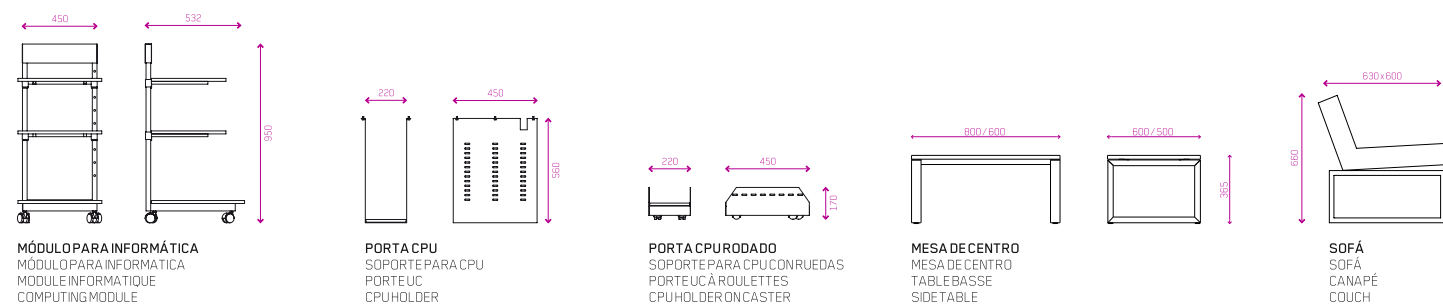 450
532
950
MÓDULO PARA INFORMÁTICA
MÓDULO PARA INFORMATICA
MODULE INFORMATIQUE
COMPUTING MODULE
220
450
560
PORTA CPU
SOPORTE PARA CPU
PORTE UC
CPU HOLDER
220
450
170
PORTA CPU RODADO
SOPORTE PARA CPU CON RUEDAS
PORTE UC À ROULETTES
CPU HOLDER ON CASTER
800/600
600/500
365
MESA DE CENTRO
MESA DE CENTRO
TABLE BASSE
SIDE TABLE
630x600
660
SOFÁ
SOFÁ
CANAPÉ
COUCH